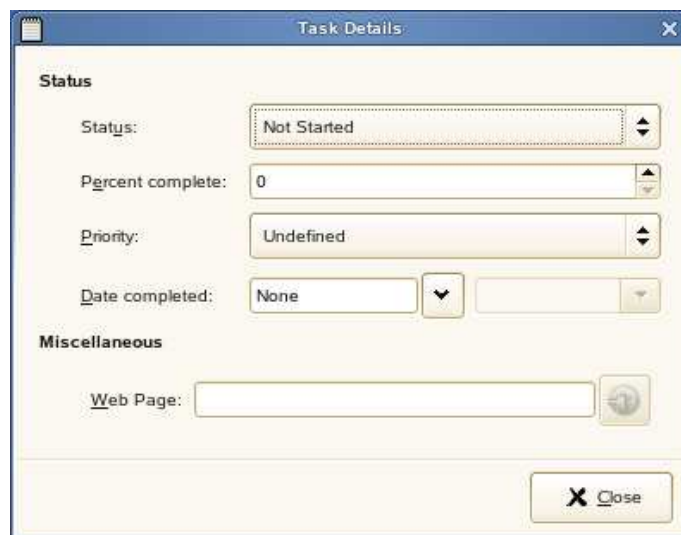 Task Details
Status
Status: Not Started
Percent complete: 0
Priority: Undefined
Date completed: None
Miscellaneous
Web Page:
Close